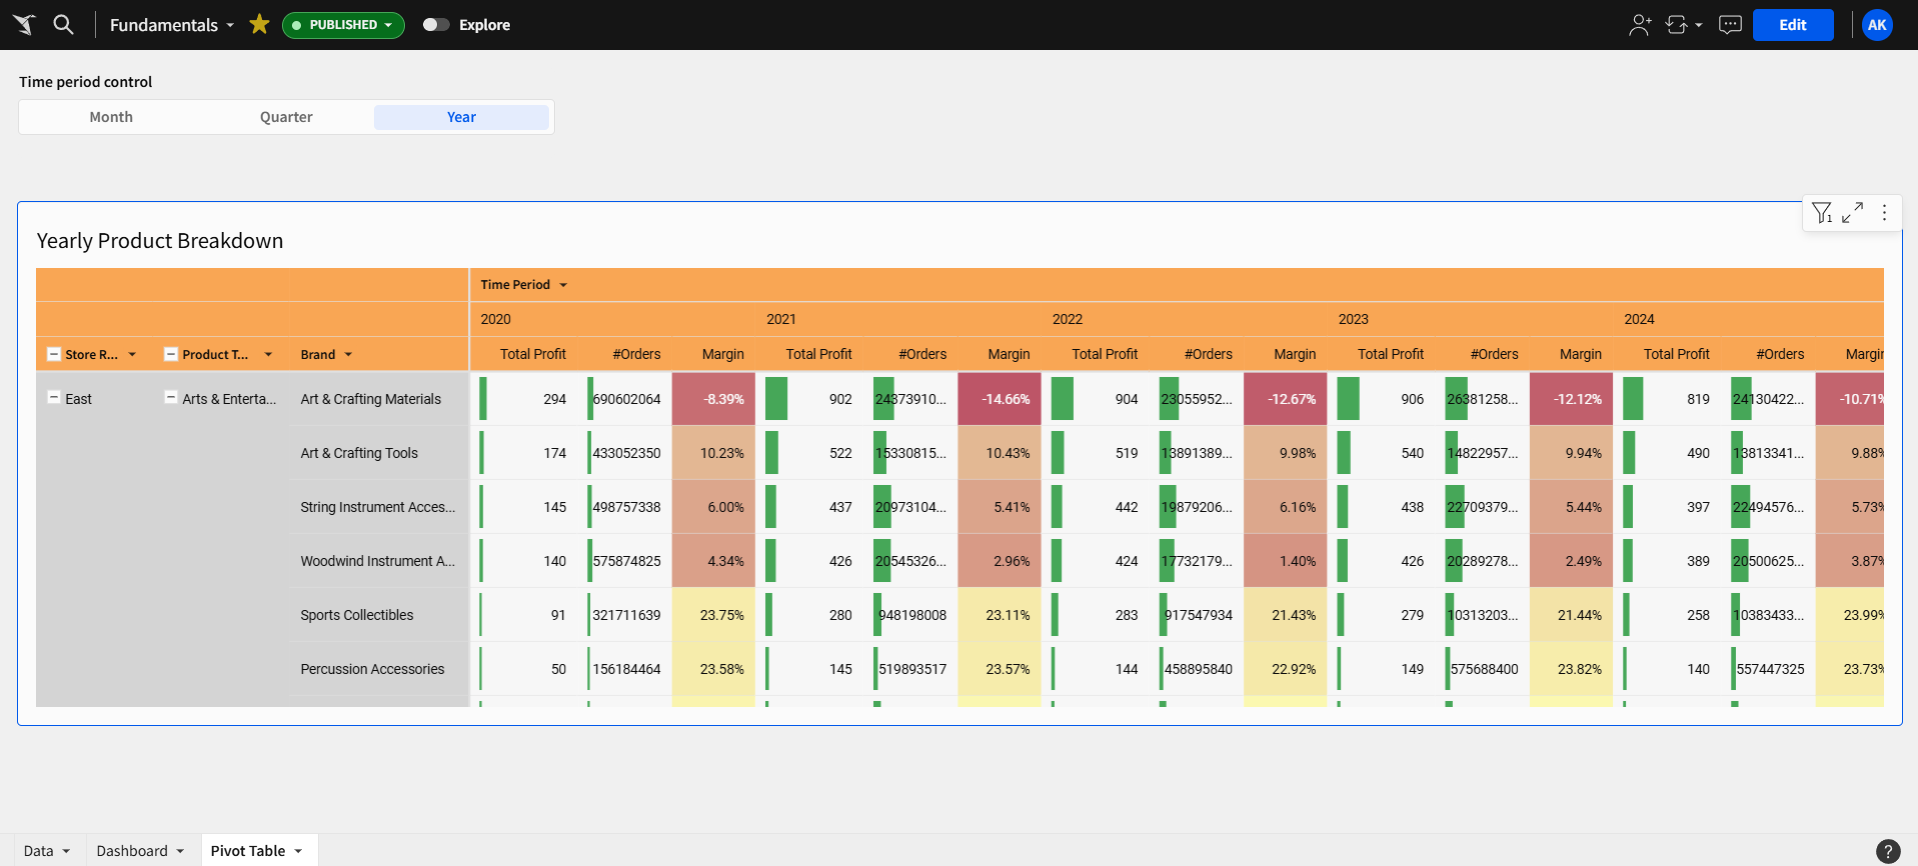 Fundamentals PUBLISHED Explore Edit AK
Time period control
Month Quarter Year
1
Yearly Product Breakdown
Time Period
2020 2021 2022 2023 2024
Store R... Product T... Brand Total Profit #Orders Margin Total Profit #Orders Margin Total Profit #Orders Margin Total Profit #Orders Margin Total Profit #Orders Margin
East Arts & Enterta... Art & Crafting Materials 294 690602064 -8.39% 902 24373910... -14.66% 904 23055952... -12.67% 906 26381258... -12.12% 819 24130422... -10.71%
Art & Crafting Tools 174 433052350 10.23% 522 15330815... 10.43% 519 13891389... 9.98% 540 14822957... 9.94% 490 13813341... 9.88%
String Instrument Acces... 145 498757338 6.00% 437 20973104... 5.41% 442 19879206... 6.16% 438 22709379... 5.44% 397 22494576... 5.73%
Woodwind Instrument A... 140 575874825 4.34% 426 20545326... 2.96% 424 17732179... 1.40% 426 20289278... 2.49% 389 20500625... 3.87%
Sports Collectibles 91 321711639 23.75% 280 948198008 23.11% 283 917547934 21.43% 279 10313203... 21.44% 258 10383433... 23.99%
Percussion Accessories 50 156184464 23.58% 145 519893517 23.57% 144 458895840 22.92% 149 575688400 23.82% 140 557447325 23.73%
Data Dashboard Pivot Table ?